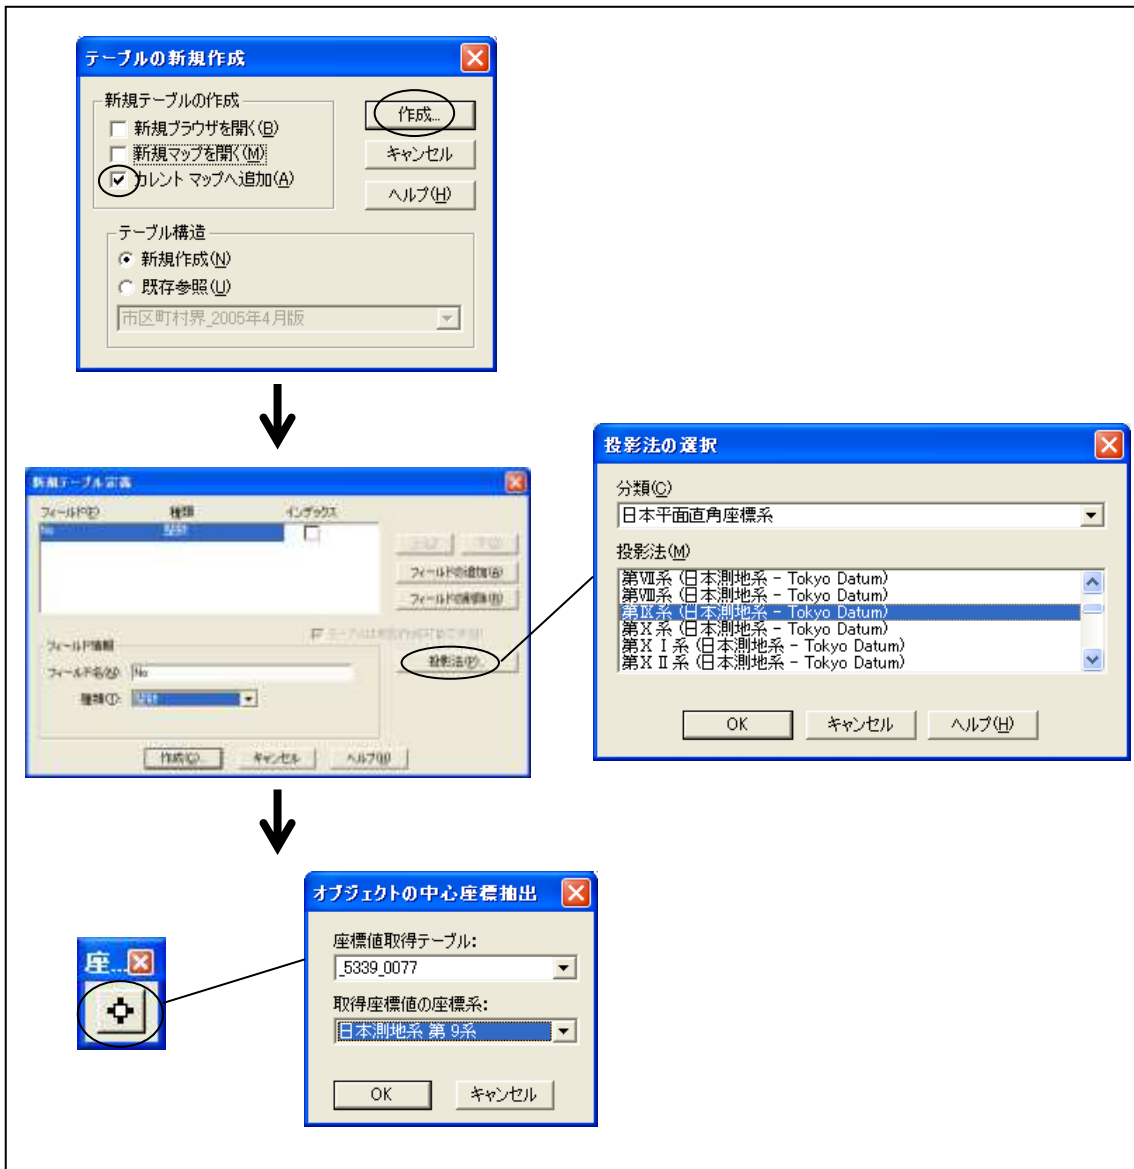 テーブルの新規作成
新規テーブルの作成
新規ブラウザを開く(B)
新規マップを開く(M)
カレント マップへ追加(A)
作成...
キャンセル
ヘルプ(H)
テーブル構造
新規作成(N)
既存参照(U)
市区町村界_2005年4月版
新規テーブル定義
フィールド(E) 種類 インデックス
No 整数
フィールドの追加(A)
フィールドの削除(R)
フィールド情報
投影法(P)...
フィールド名(N): No
種類(T): 整数
作成(C)... キャンセル ヘルプ(H)
投影法の選択
分類(C)
日本平面直角座標系
投影法(M)
第Ⅶ系 (日本測地系 - Tokyo Datum)
第Ⅷ系 (日本測地系 - Tokyo Datum)
第Ⅸ系 (日本測地系 - Tokyo Datum)
第Ⅹ系 (日本測地系 - Tokyo Datum)
第ⅩⅠ系 (日本測地系 - Tokyo Datum)
第ⅩⅡ系 (日本測地系 - Tokyo Datum)
OK キャンセル ヘルプ(H)
座...
オブジェクトの中心座標抽出
座標値取得テーブル:
_5339_0077
取得座標値の座標系:
日本測地系 第 9系
OK キャンセル